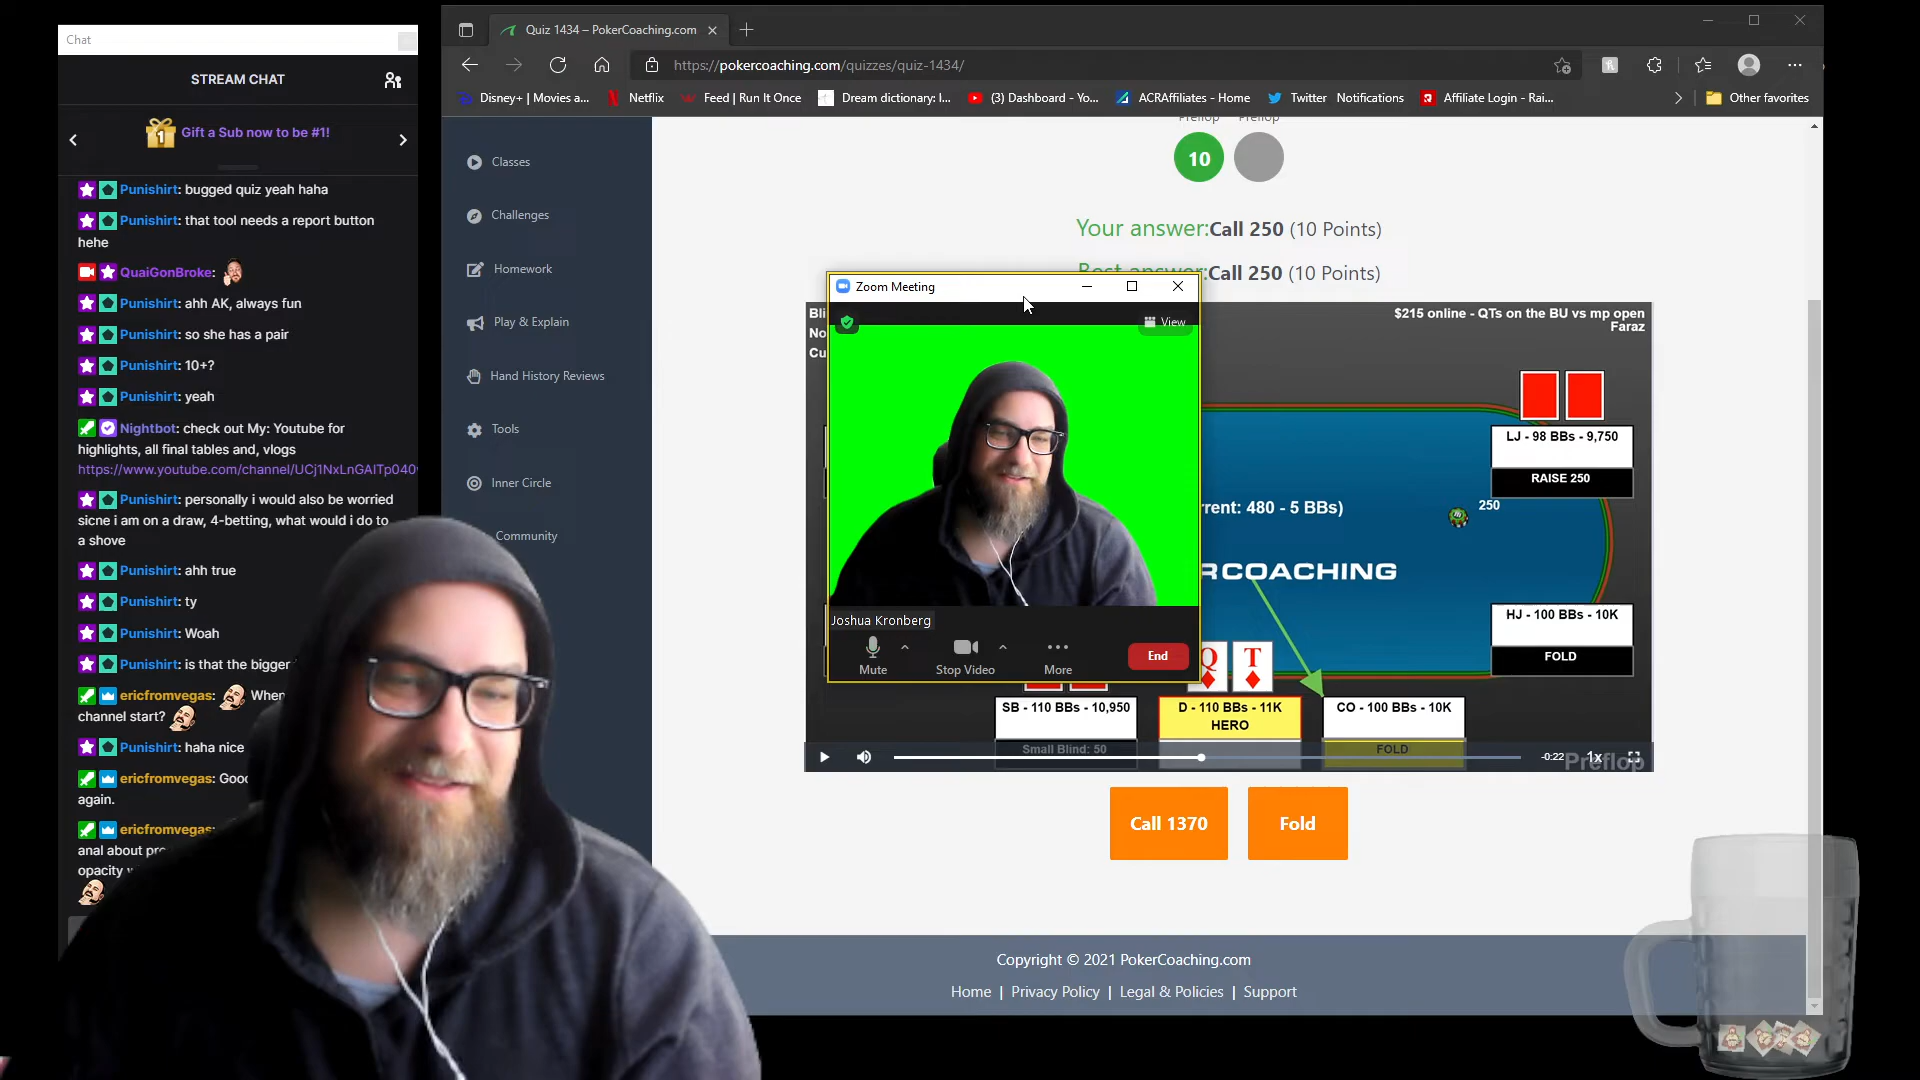 Chat
STREAM CHAT
1
Gift a Sub now to be #1!
Punishirt: bugged quiz yeah haha
Punishirt: that tool needs a report button
hehe
QuaiGonBroke:
Punishirt: ahh AK, always fun
Punishirt: so she has a pair
Punishirt: 10+?
Punishirt: yeah
Nightbot: check out My: Youtube for
highlights, all final tables and, vlogs
Punishirt: personally i would also be worried
sicne i am on a draw, 4-betting, what would i do to
a shove
Punishirt: ahh true
Punishirt: ty
Punishirt: Woah
Punishirt: is that the bigger
ericfromvegas: When
channel start?
Punishirt: haha nice
ericfromvegas: Good
again.
ericfromvegas:
anal about
opacity
Quiz 1434 – PokerCoaching.com
https://pokercoaching.com/quizzes/quiz-1434/
Disney+ | Movies a...
Netflix
Feed | Run It Once
Dream dictionary: I...
(3) Dashboard - Yo...
ACRAffiliates - Home
Twitter
Notifications
Affiliate Login - Rai...
Other favorites
Classes
Challenges
Homework
Play & Explain
Hand History Reviews
Tools
Inner Circle
Community
Preflop Preflop
10
Your answer:Call 250 (10 Points)
Best answer:Call 250 (10 Points)
Zoom Meeting
View
Joshua Kronberg
Mute
Stop Video
More
End
Bli
No
Cu
$215 online - QTs on the BU vs mp open
Faraz
LJ - 98 BBs - 9,750
RAISE 250
250
rrent: 480 - 5 BBs)
RCOACHING
HJ - 100 BBs - 10K
FOLD
Q T
SB - 110 BBs - 10,950
Small Blind: 50
D - 110 BBs - 11K
HERO
CO - 100 BBs - 10K
FOLD
-0:22
1x
Preflop
Call 1370
Fold
Copyright © 2021 PokerCoaching.com
Home | Privacy Policy | Legal & Policies | Support